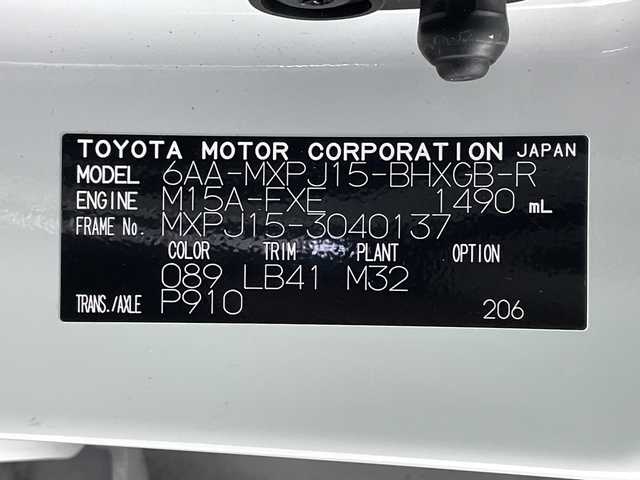 TOYOTA MOTOR CORPORATION JAPAN
MODEL 6AA-MXPJ15-BHXGB-R
ENGINE M15A-FXE 1490 mL
FRAME No. MXPJ15-3040137
COLOR TRIM PLANT OPTION
089 LB41 M32
TRANS./AXLE P910 206